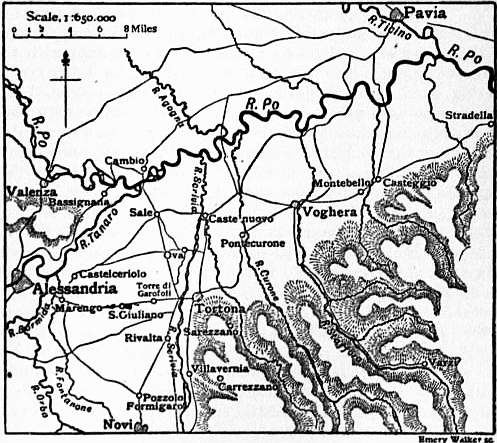 Scale, 1:650.000
0 2 4 6 8 Miles
Pavia
R. Ticino
R. Po
R. Po
R. Agogna
R. Po
Stradella
Cambio
R. Scrivia
Valenza
Bassignana
Montebello
Casteggio
R. Tanaro
Sale
Castelnuovo
Voghera
Pontecurone
Ova
Castelceriolo
Torre di
Garofoli
R. Curone
Alessandria
Marengo
S. Giuliano
Tortona
R. Bormida
Rivalta
R. Scrivia
Sarezzano
R. Fontanone
R. Orba
Villavernia
Carrezzano
Varzi
Pozzolo
Formigaro
Novi
Emery Walker sc.